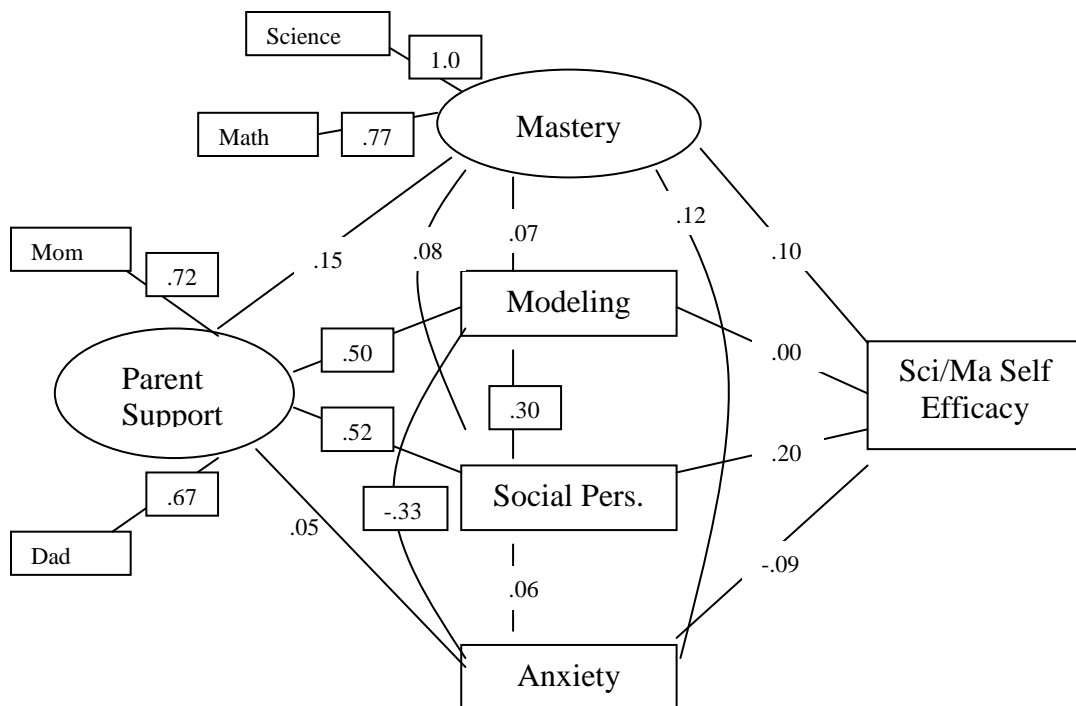 Science
1.0
Math
.77
Mastery
Mom
.72
.15
.08
.07
.12
.10
Modeling
.50
.00
Parent
Support
Sci/Ma Self
Efficacy
.30
.52
.20
.67
-.33
Social Pers.
Dad
.05
.06
-.09
Anxiety